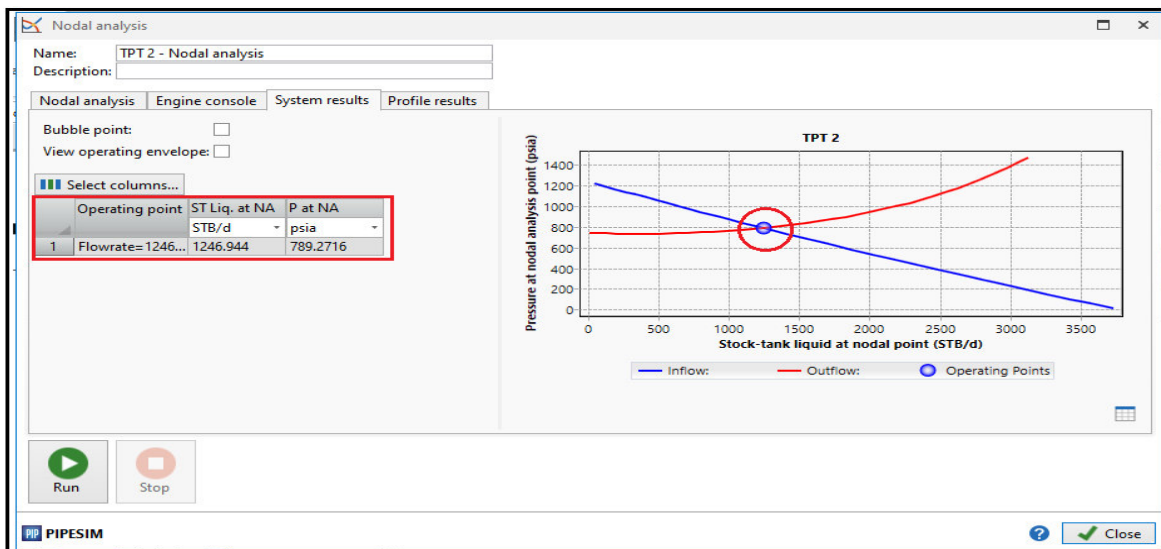 Nodal analysis
Name: TPT 2 - Nodal analysis
Description:
Nodal analysis Engine console System results Profile results
Bubble point:
View operating envelope:
Select columns...
Operating point ST Liq. at NA P at NA
STB/d psia
1 Flowrate=1246... 1246.944 789.2716
TPT 2
Pressure at nodal analysis point (psia)
1400
1200
1000
800
600
400
200
0
0 500 1000 1500 2000 2500 3000 3500
Stock-tank liquid at nodal point (STB/d)
Inflow: Outflow: Operating Points
Run Stop
PIP PIPESIM
? Close